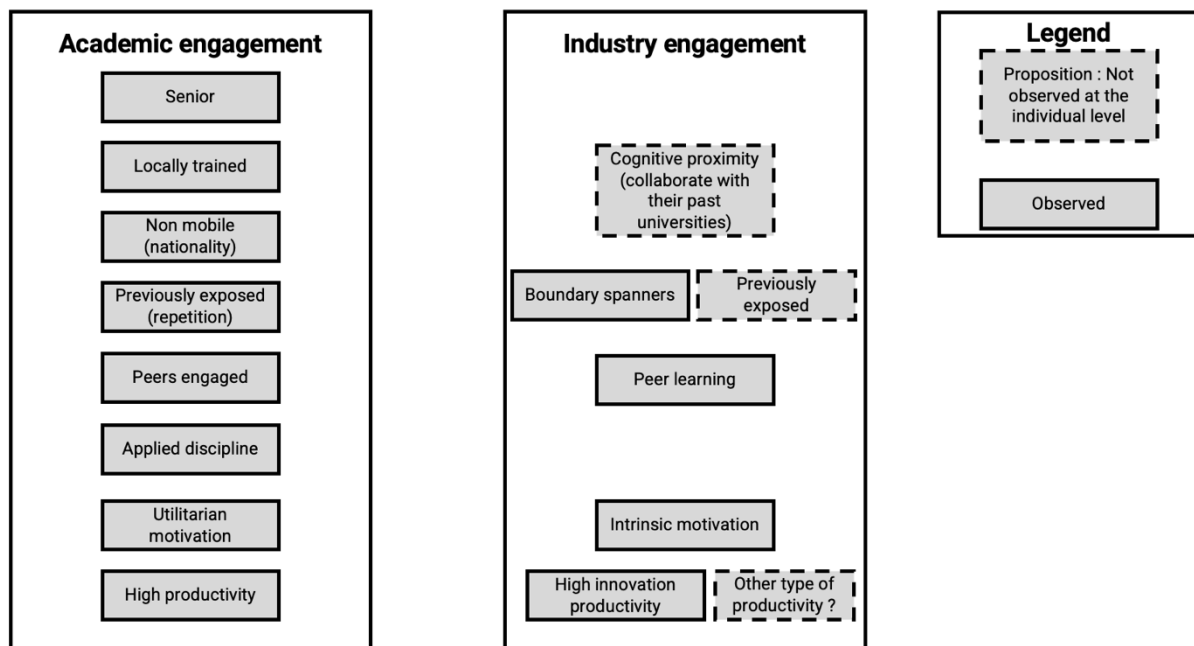 Academic engagement
Senior
Locally trained
Non mobile
(nationality)
Previously exposed
(repetition)
Peers engaged
Applied discipline
Utilitarian
motivation
High productivity
Industry engagement
Cognitive proximity
(collaborate with
their past
universities)
Boundary spanners
Previously
exposed
Peer learning
Intrinsic motivation
High innovation
productivity
Other type of
productivity ?
Legend
Proposition : Not
observed at the
individual level
Observed